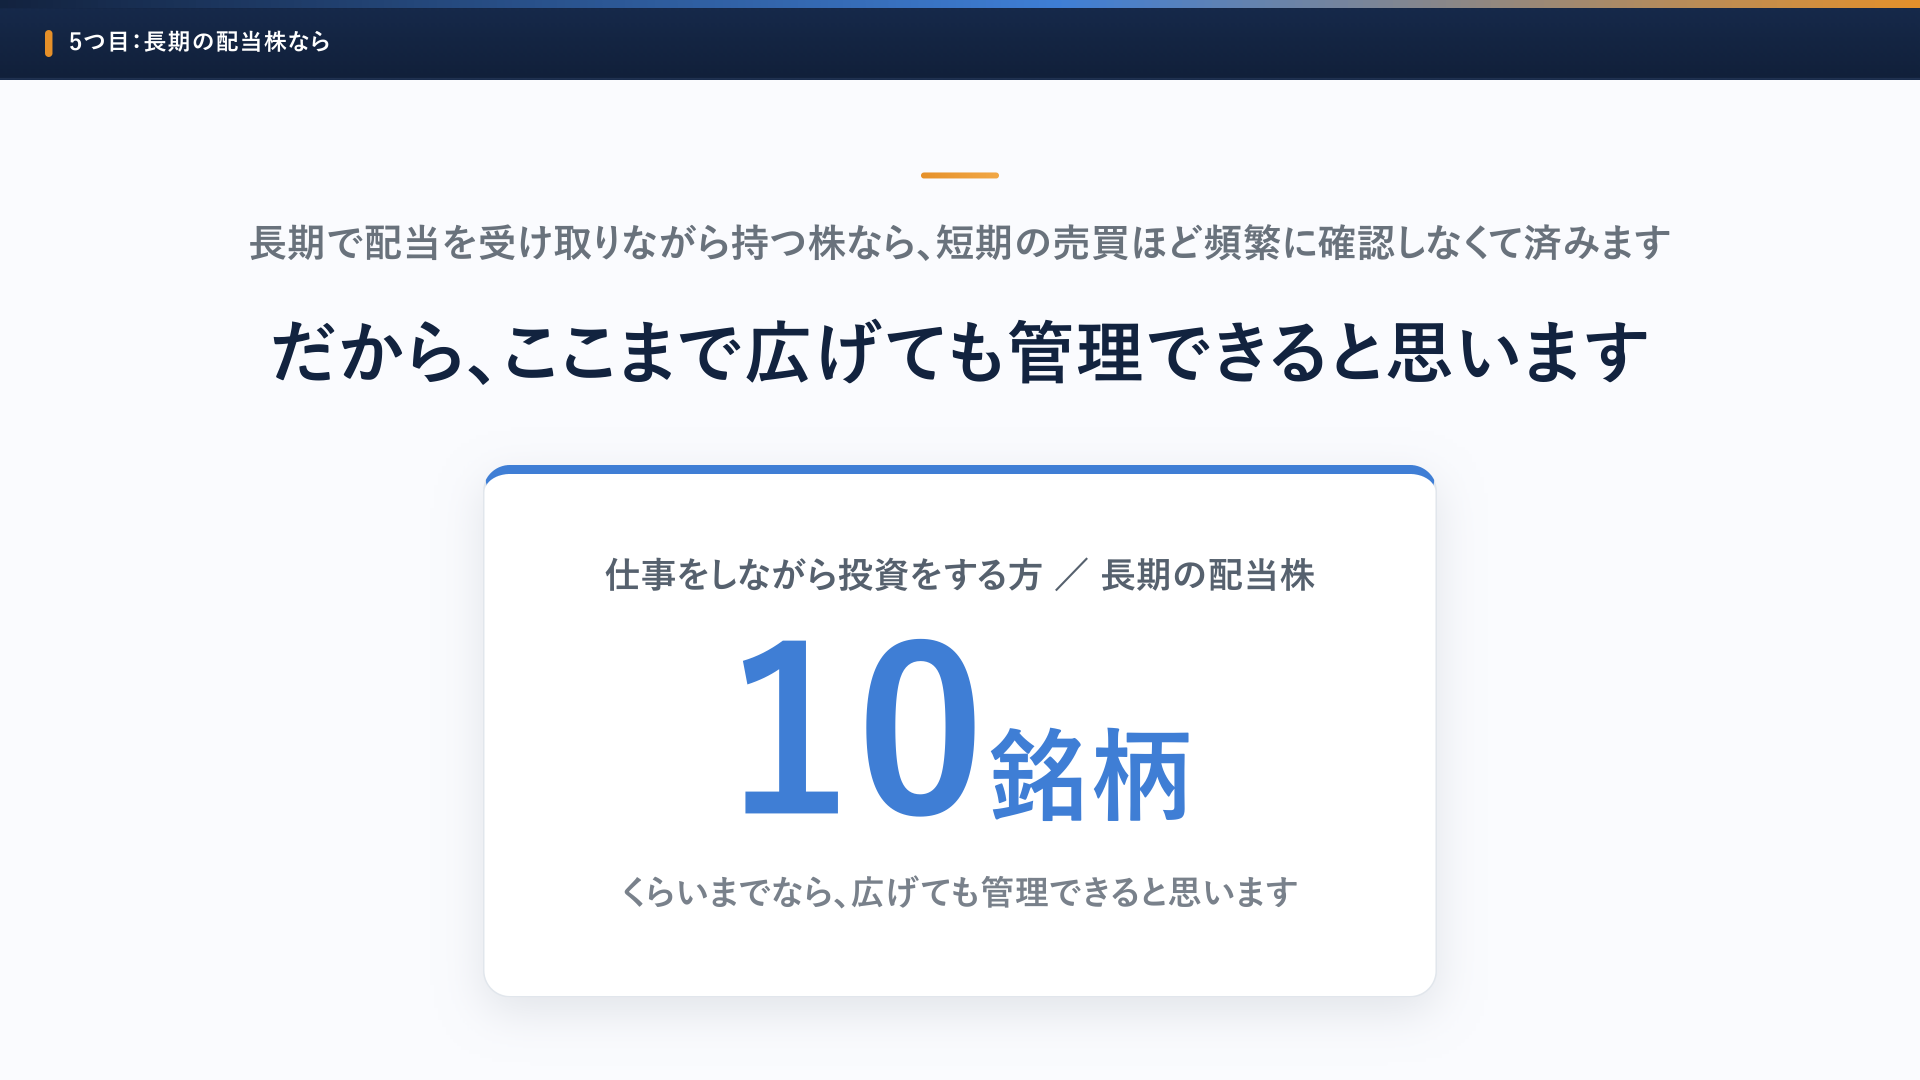 5つ目：長期の配当株なら
長期で配当を受け取りながら持つ株なら、短期の売買ほど頻繁に確認しなくて済みます
だから、ここまで広げても管理できると思います
仕事をしながら投資をする方 ／ 長期の配当株
10銘柄
くらいまでなら、広げても管理できると思います